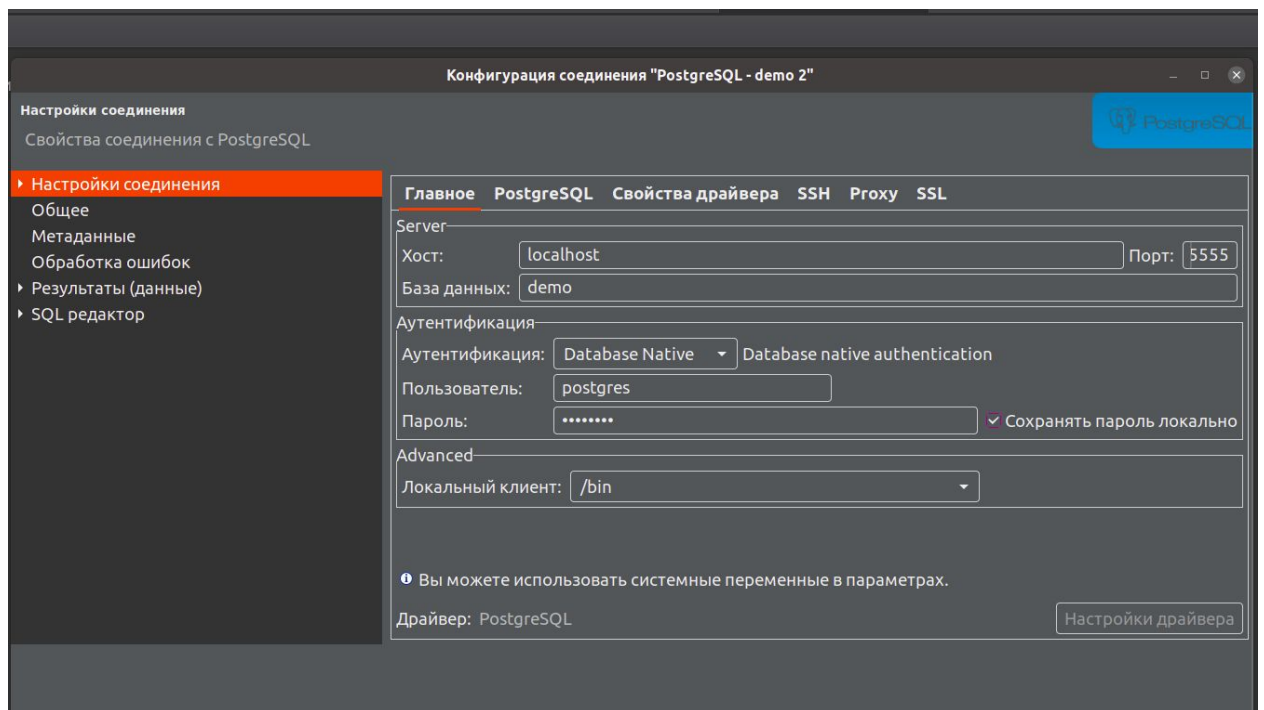 Конфигурация соединения "PostgreSQL - demo 2"
Настройки соединения
Свойства соединения с PostgreSQL
PostgreSQL
Настройки соединения
Общее
Метаданные
Обработка ошибок
Результаты (данные)
SQL редактор
Главное PostgreSQL Свойства драйвера SSH Proxy SSL
Server
Хост: localhost Порт: 5555
База данных: demo
Аутентификация
Аутентификация: Database Native Database native authentication
Пользователь: postgres
Пароль: •••••••• Сохранять пароль локально
Advanced
Локальный клиент: /bin
Вы можете использовать системные переменные в параметрах.
Драйвер: PostgreSQL Настройки драйвера